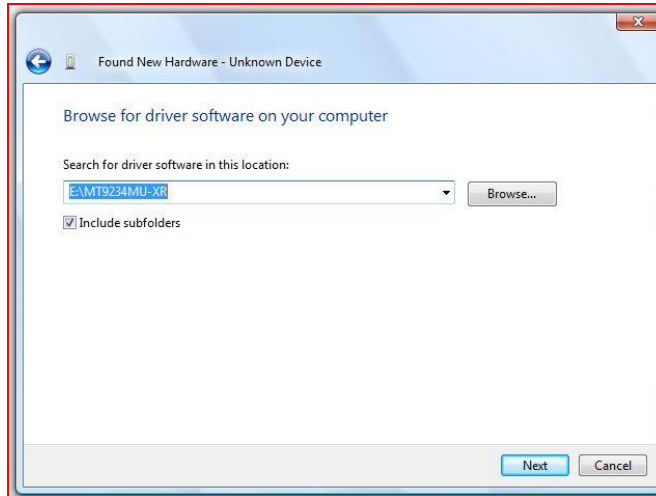 Found New Hardware - Unknown Device
Browse for driver software on your computer
Search for driver software in this location:
E:\MT9234MU-XR
Browse...
Include subfolders
Next
Cancel